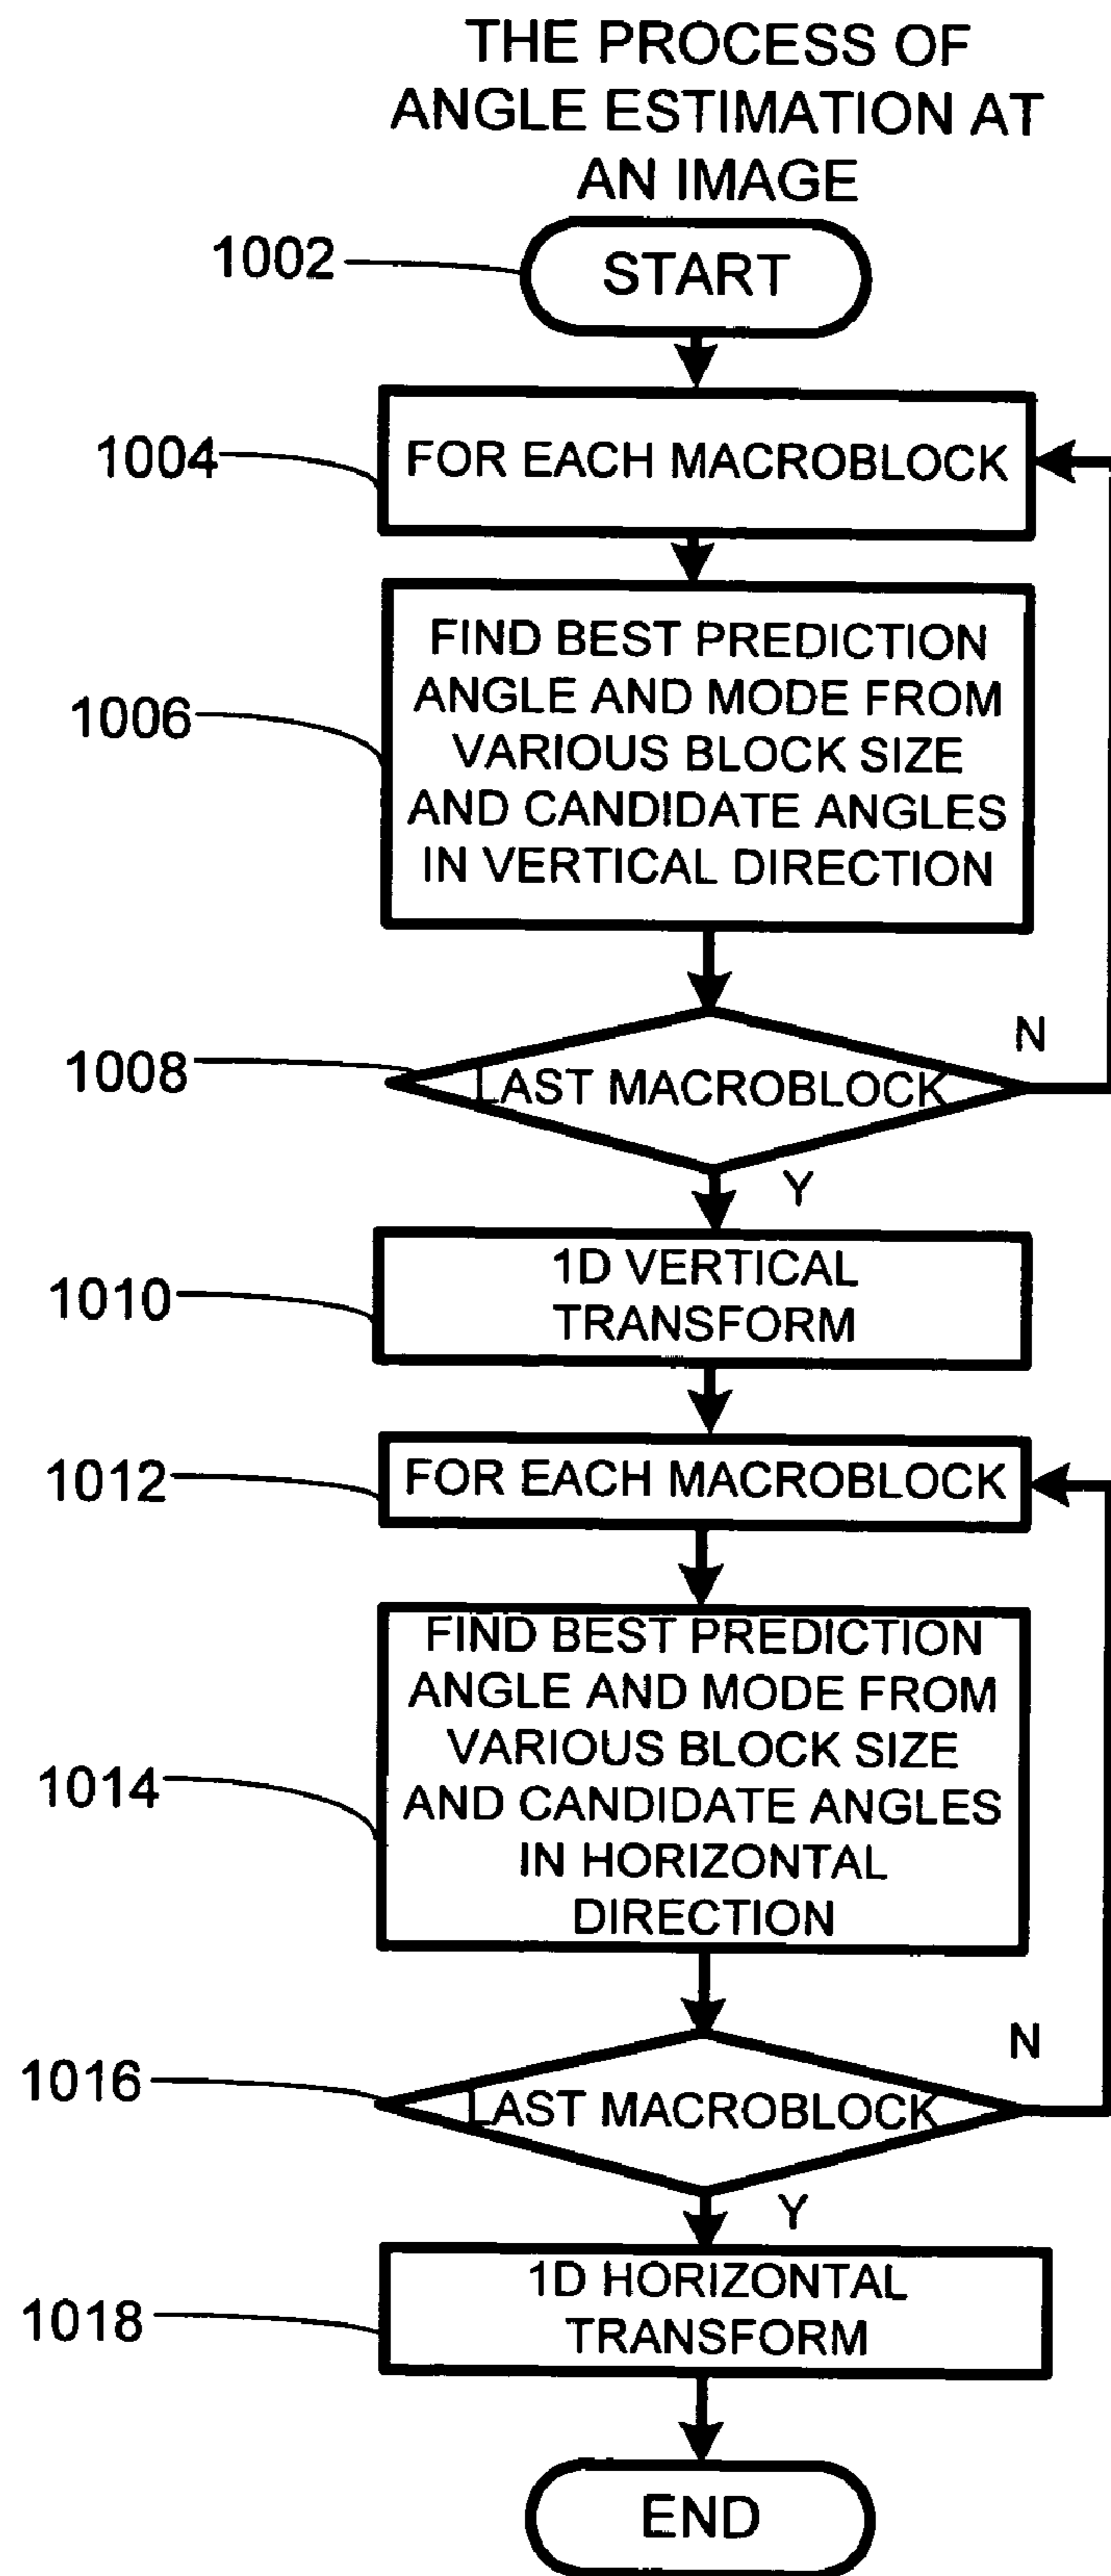 THE PROCESS OF
ANGLE ESTIMATION AT
AN IMAGE
1002
START
1004
FOR EACH MACROBLOCK
1006
FIND BEST PREDICTION
ANGLE AND MODE FROM
VARIOUS BLOCK SIZE
AND CANDIDATE ANGLES
IN VERTICAL DIRECTION
1008
LAST MACROBLOCK
N
Y
1010
1D VERTICAL
TRANSFORM
1012
FOR EACH MACROBLOCK
1014
FIND BEST PREDICTION
ANGLE AND MODE FROM
VARIOUS BLOCK SIZE
AND CANDIDATE ANGLES
IN HORIZONTAL
DIRECTION
1016
LAST MACROBLOCK
N
Y
1018
1D HORIZONTAL
TRANSFORM
END